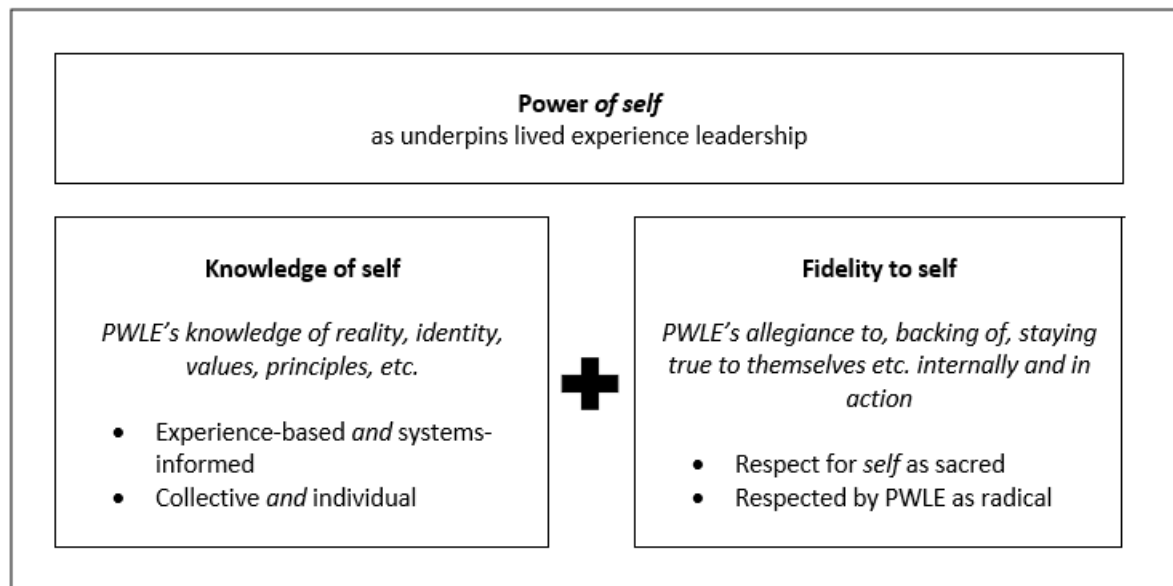 Power of self
as underpins lived experience leadership
Knowledge of self
PWLE’s knowledge of reality, identity,
values, principles, etc.
• Experience-based and systems-
informed
• Collective and individual
Fidelity to self
PWLE’s allegiance to, backing of, staying
true to themselves etc. internally and in
action
• Respect for self as sacred
• Respected by PWLE as radical